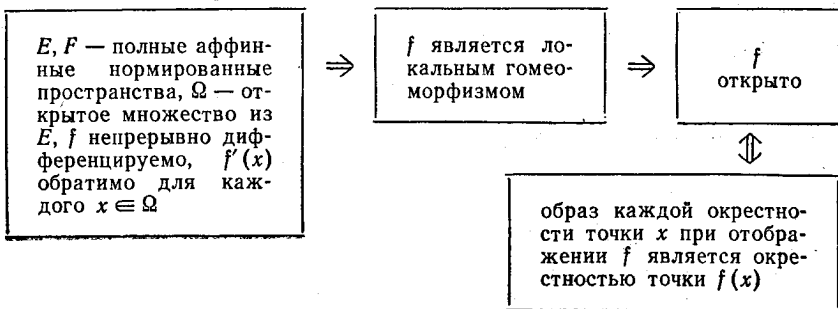 E, F — полные аффин-
ные нормированные
пространства, Ω — от-
крытое множество из
E, f непрерывно диф-
ференцируемо, f′ (x)
обратимо для каж-
дого x ∈ Ω
⇒
f является ло-
кальным гомео-
морфизмом
⇒
f
открыто
⇕
образ каждой окрестно-
сти точки x при отобра-
жении f является окре-
стностью точки f (x)